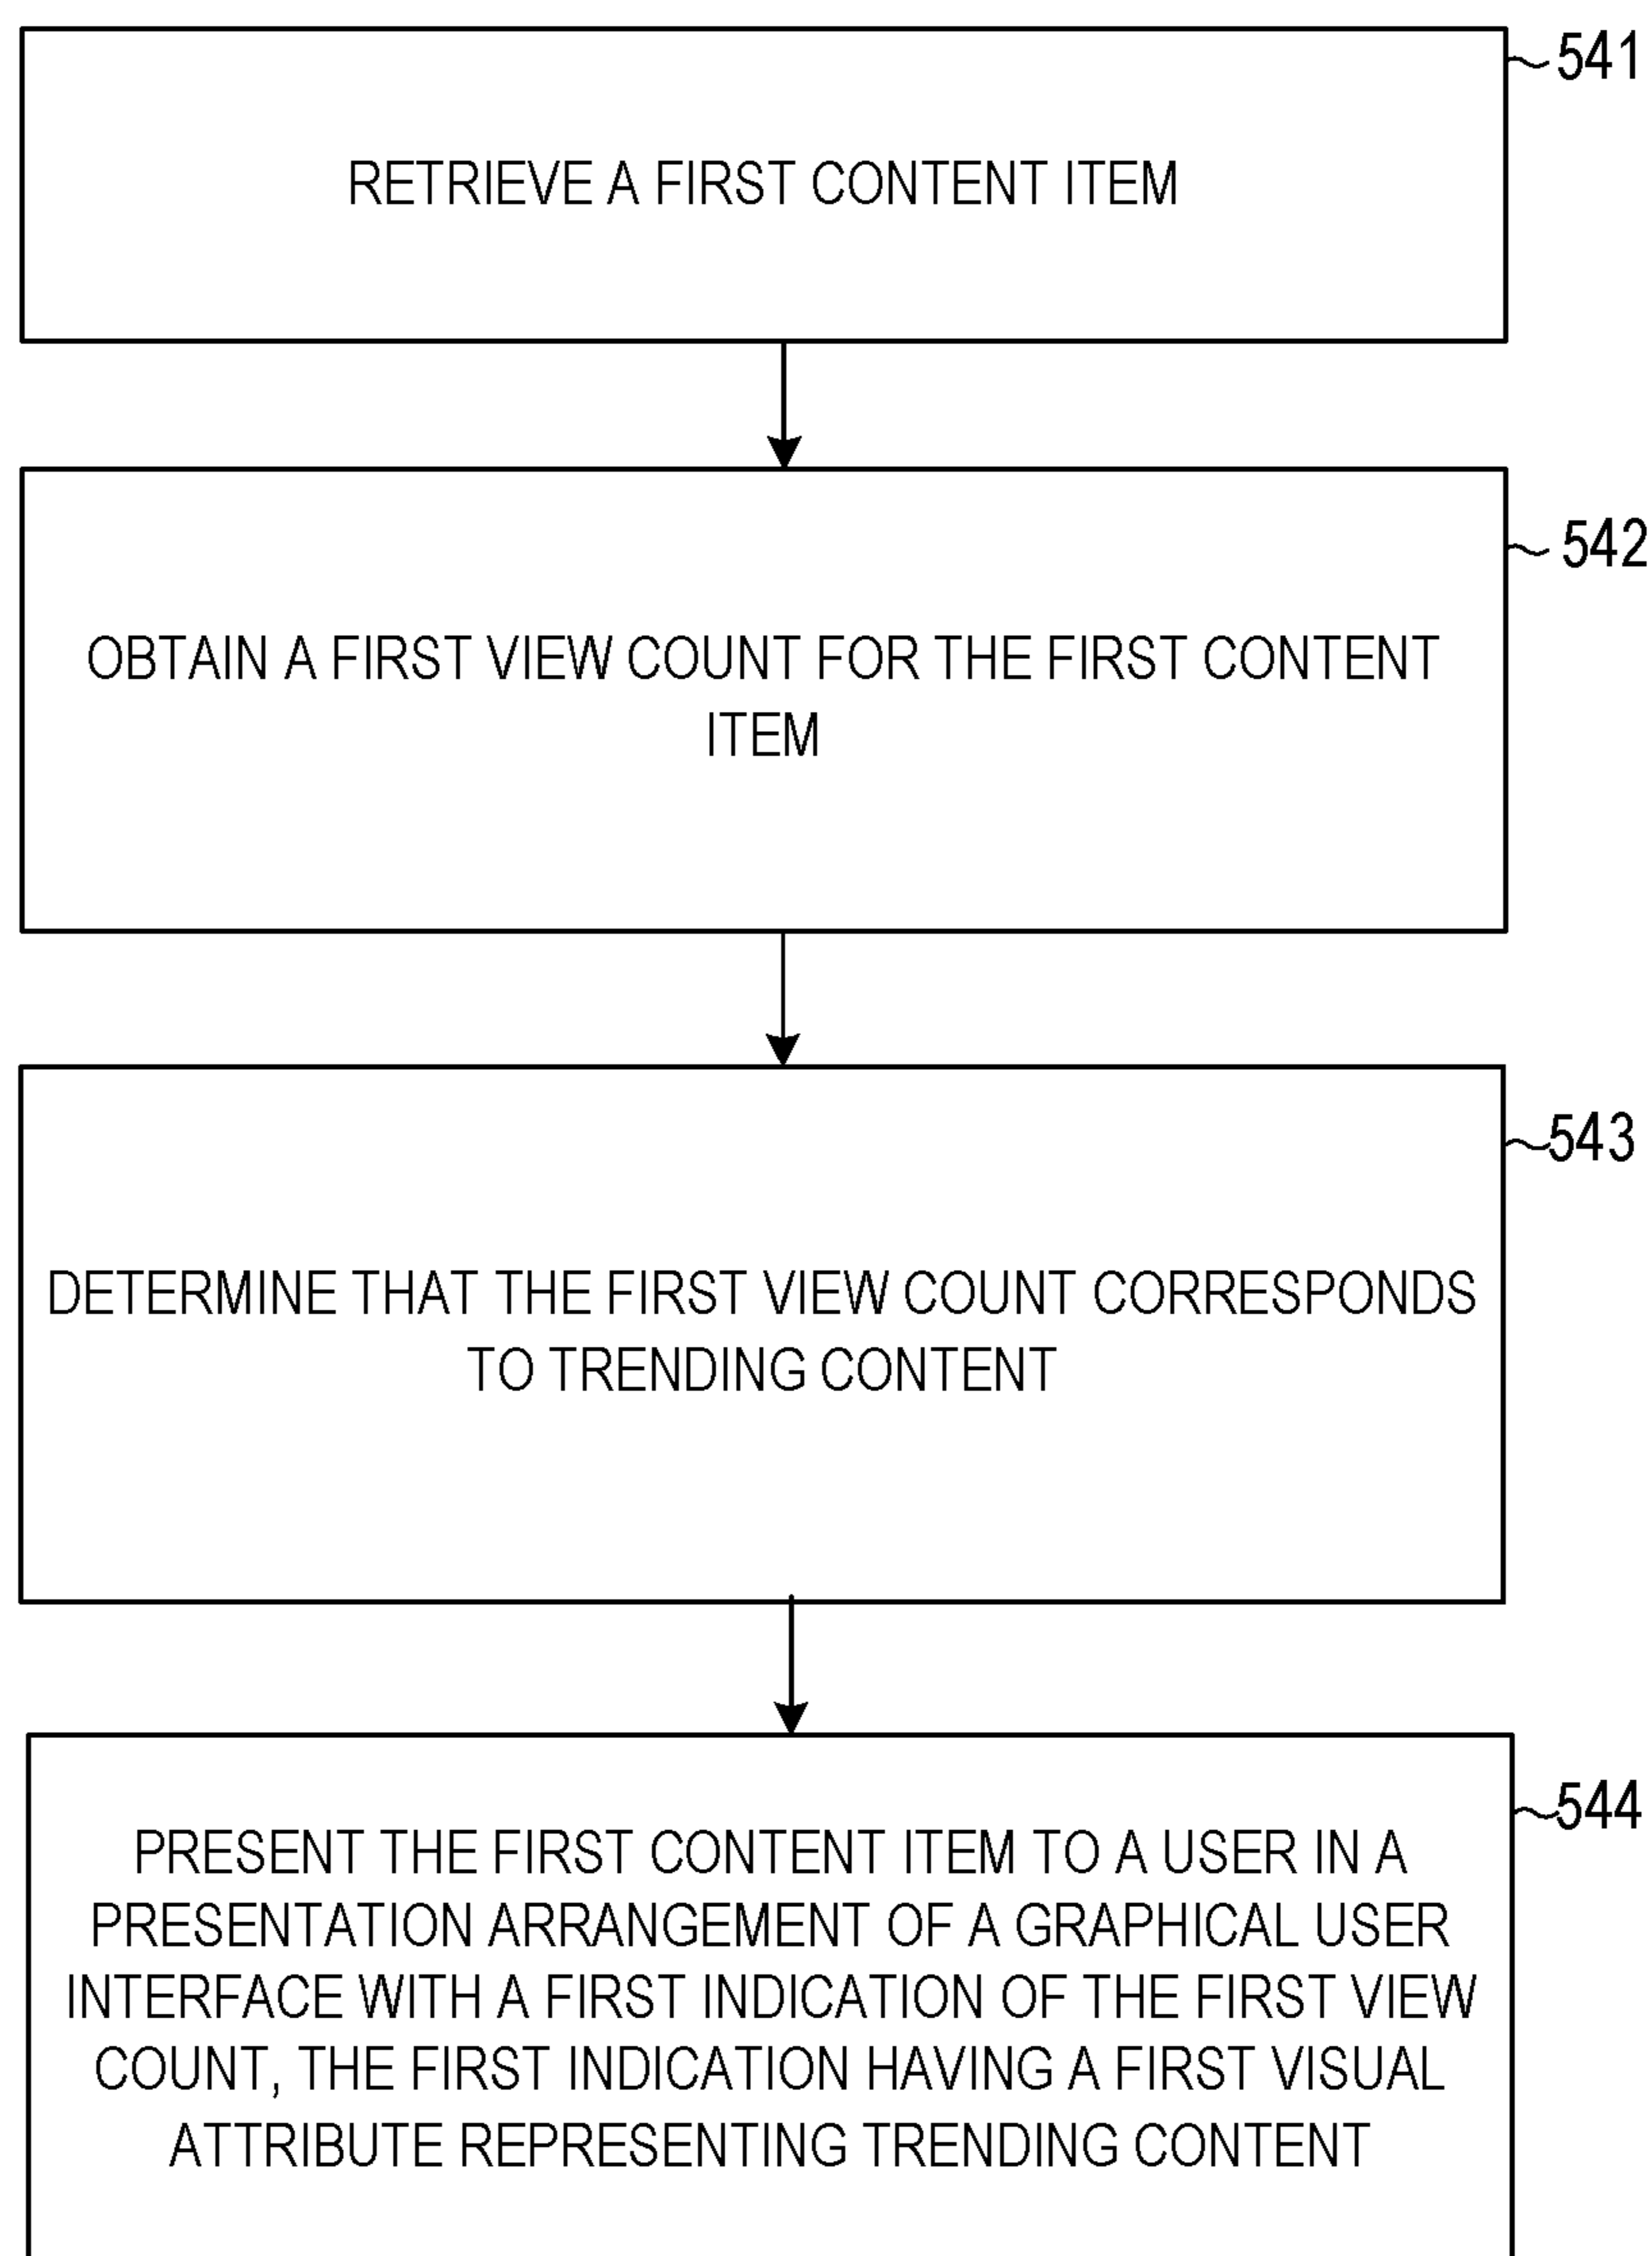 541
RETRIEVE A FIRST CONTENT ITEM
542
OBTAIN A FIRST VIEW COUNT FOR THE FIRST CONTENT
ITEM
543
DETERMINE THAT THE FIRST VIEW COUNT CORRESPONDS
TO TRENDING CONTENT
544
PRESENT THE FIRST CONTENT ITEM TO A USER IN A
PRESENTATION ARRANGEMENT OF A GRAPHICAL USER
INTERFACE WITH A FIRST INDICATION OF THE FIRST VIEW
COUNT, THE FIRST INDICATION HAVING A FIRST VISUAL
ATTRIBUTE REPRESENTING TRENDING CONTENT